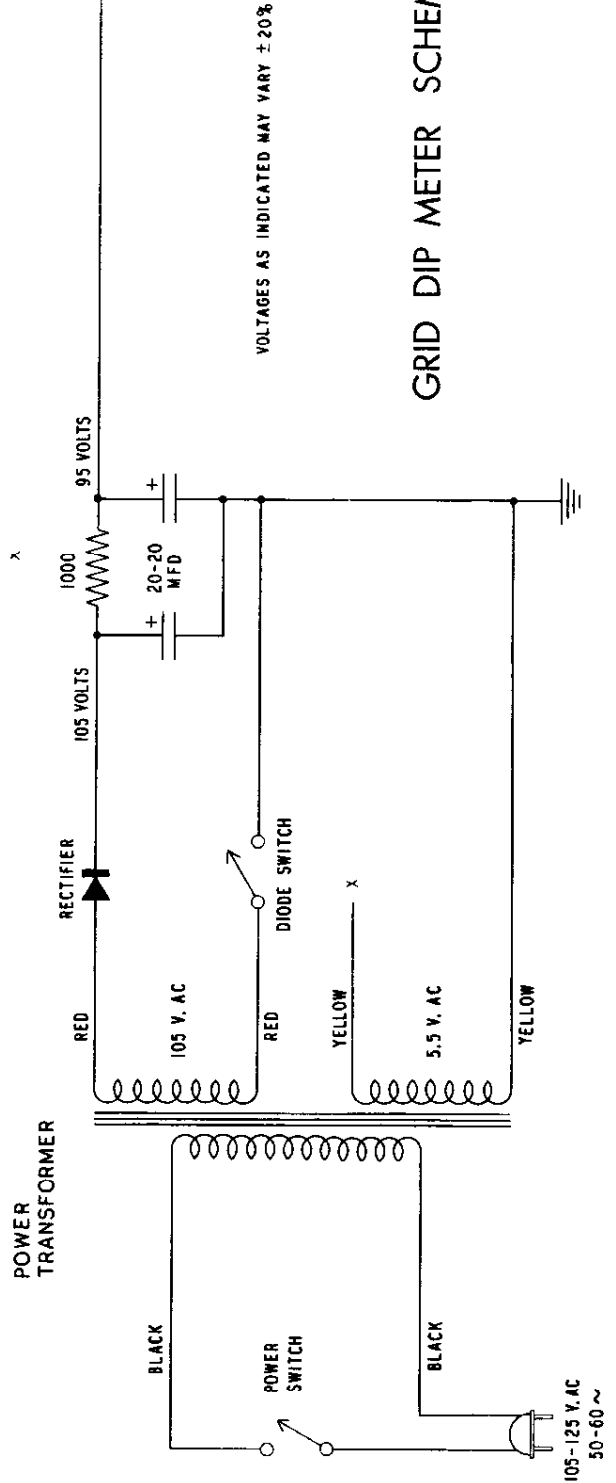 POWER
TRANSFORMER
BLACK
POWER
SWITCH
BLACK
105-125 V. AC
50-60 ~
RED
105 V. AC
RED
YELLOW
5.5 V. AC
YELLOW
X
RECTIFIER
DIODE SWITCH
105 VOLTS
+
1000
20-20
MFD
+
95 VOLTS
X
VOLTAGES AS INDICATED MAY VARY ±20%
GRID DIP METER